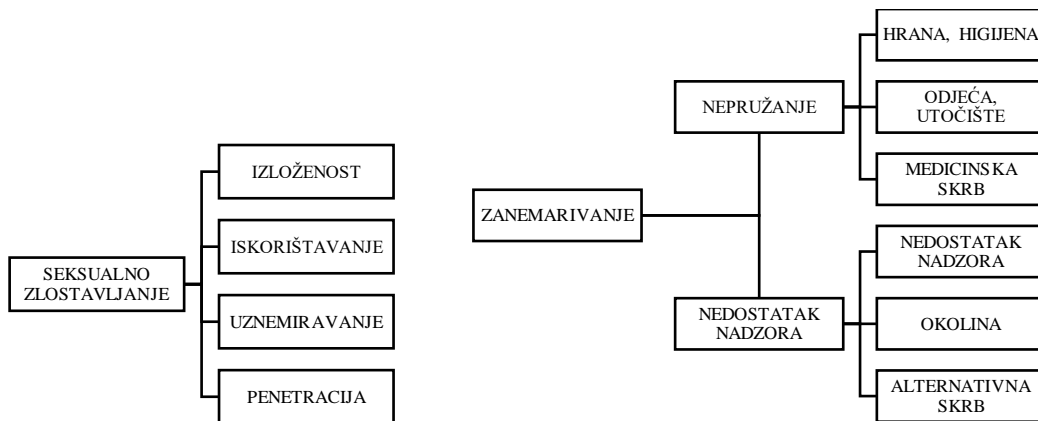 SEKSUALNO
ZLOSTAVLJANJE
IZLOŽENOST
ISKORIŠTAVANJE
UZNEMIRAVANJE
PENETRACIJA
ZANEMARIVANJE
NEPRUŽANJE
HRANA, HIGIJENA
ODJEĆA,
UTOČIŠTE
MEDICINSKA
SKRB
NEDOSTATAK
NADZORA
NEDOSTATAK
NADZORA
OKOLINA
ALTERNATIVNA
SKRB